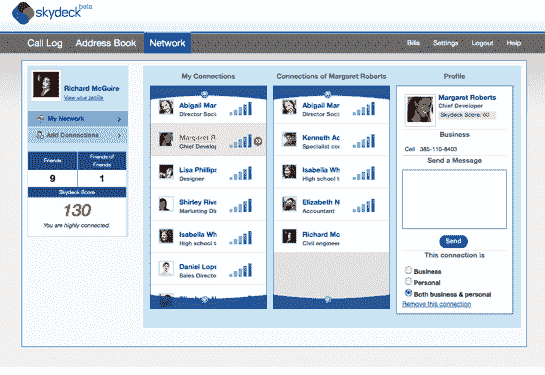 skydeck beta
Call Log Address Book Network Bills Settings Logout Help
Richard McGuire
View your profile
My Network
Add Connections
Friends
Friends of Friends
9
1
Skydeck Score
130
You are highly connected.
My Connections
Abigail Mar
Director Soci
Margaret R
Chief Develo
Lisa Phillips
Designer
Shirley Rive
Marketing Di
Isabella Wh
High school t
Daniel Lope
Sales Directo
Connections of Margaret Roberts
Abigail Mar
Director Soci
Kenneth Ac
Specialist co
Isabella Wh
High school t
Elizabeth N
Accountant
Richard Mc
Civil engineer
Profile
Margaret Roberts
Chief Developer
Skydeck Score: 60
Business
Call 385-110-8403
Send a Message
Send
This connection is
Business
Personal
Both business & personal
Remove this connection